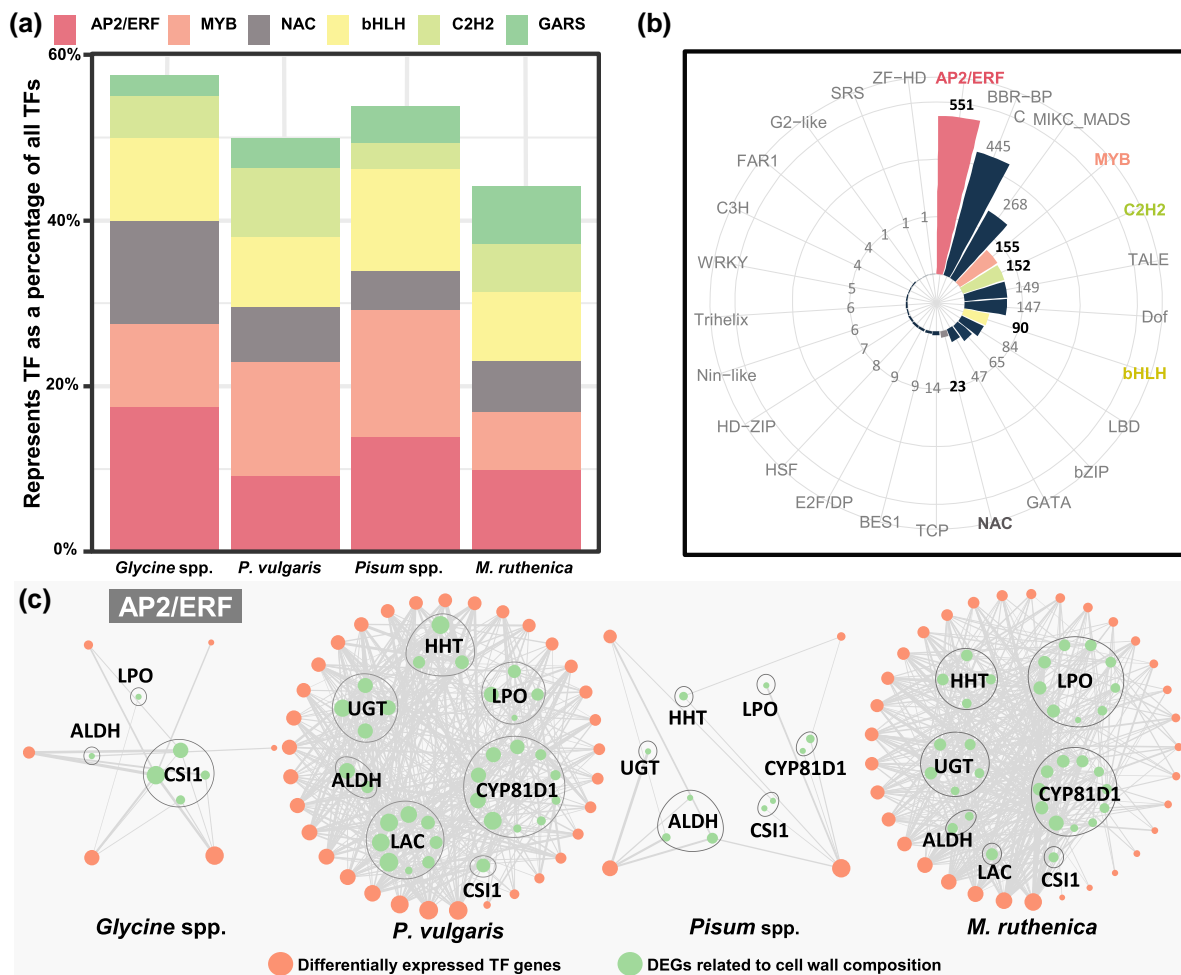 (a)
AP2/ERF MYB NAC bHLH C2H2 GARS
Represents TF as a percentage of all TFs
60%
40%
20%
0%
Glycine spp. P. vulgaris Pisum spp. M. ruthenica
(b)
AP2/ERF
BBR-BP
C
MIKC_MADS
MYB
C2H2
TALE
Dof
bHLH
LBD
bZIP
GATA
NAC
TCP
BES1
E2F/DP
HSF
HD-ZIP
Nin-like
Trihelix
WRKY
C3H
FAR1
G2-like
SRS
ZF-HD
551
445
268
155
152
149
147
90
84
65
47
23
14
9
9
8
7
6
6
5
4
4
1
1
1
(c)
AP2/ERF
LPO
ALDH
CSI1
Glycine spp.
HHT
LPO
UGT
ALDH
CYP81D1
LAC
CSI1
P. vulgaris
HHT
LPO
UGT
CYP81D1
CSI1
ALDH
Pisum spp.
HHT
LPO
UGT
CYP81D1
ALDH
LAC
CSI1
M. ruthenica
Differentially expressed TF genes
DEGs related to cell wall composition